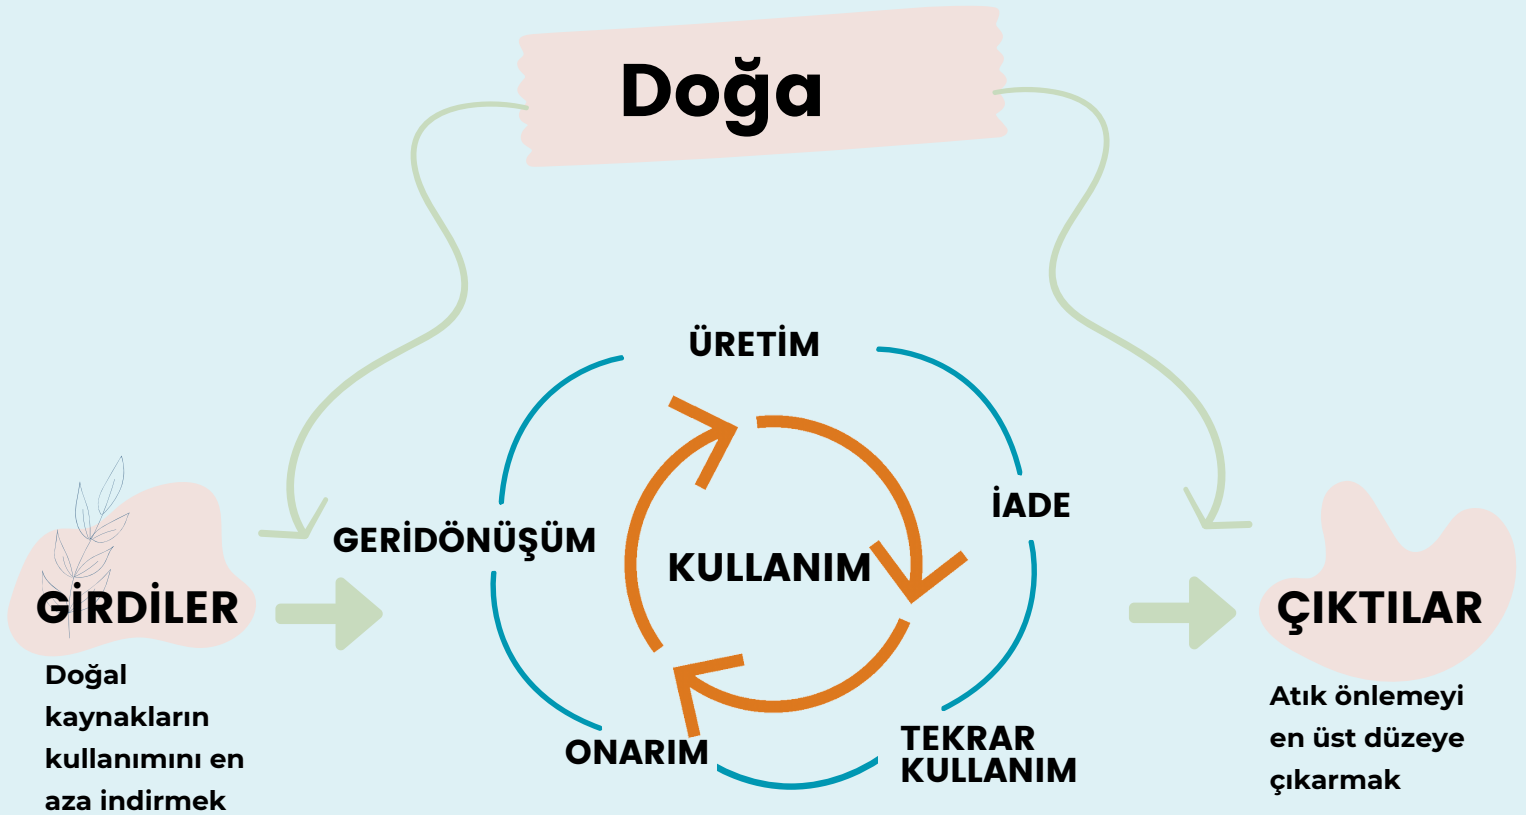 Doğa
ÜRETİM
İADE
GERİDÖNÜŞÜM
KULLANIM
GİRDİLER
Doğal
kaynakların
kullanımını en
aza indirmek
ONARIM
TEKRAR
KULLANIM
ÇIKTILAR
Atık önlemeyi
en üst düzeye
çıkarmak